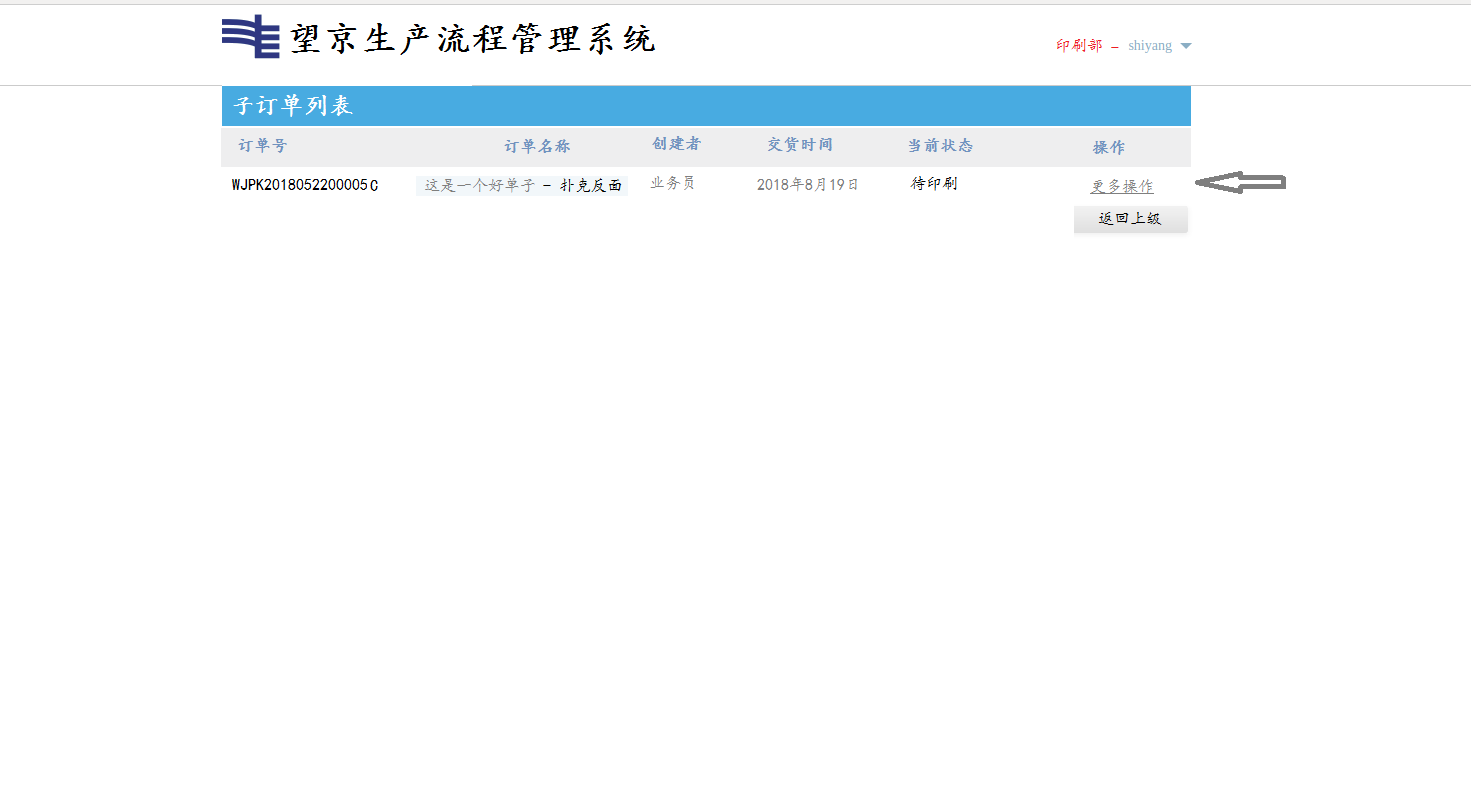 望京生产流程管理系统
印刷部 – shiyang
子订单列表
订单号 订单名称 创建者 交货时间 当前状态 操作
WJPK2018052200005C 这是一个好单子 - 扑克反面 业务员 2018年8月19日 待印刷 更多操作
返回上级